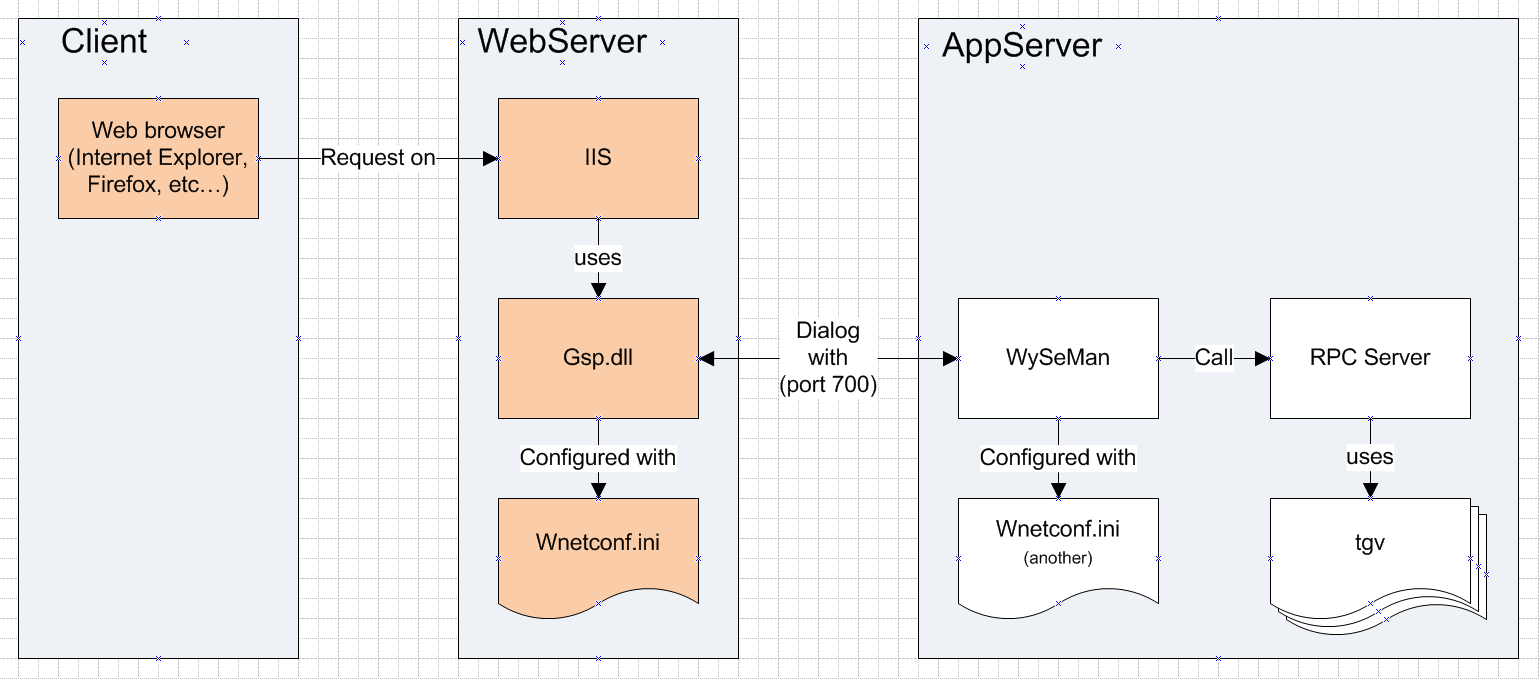 Client
WebServer
AppServer
Web browser
(Internet Explorer,
Firefox, etc…)
Request on
IIS
uses
Gsp.dll
Dialog
with
(port 700)
WySeMan
Call
RPC Server
Configured with
Configured with
uses
Wnetconf.ini
Wnetconf.ini
(another)
tgv